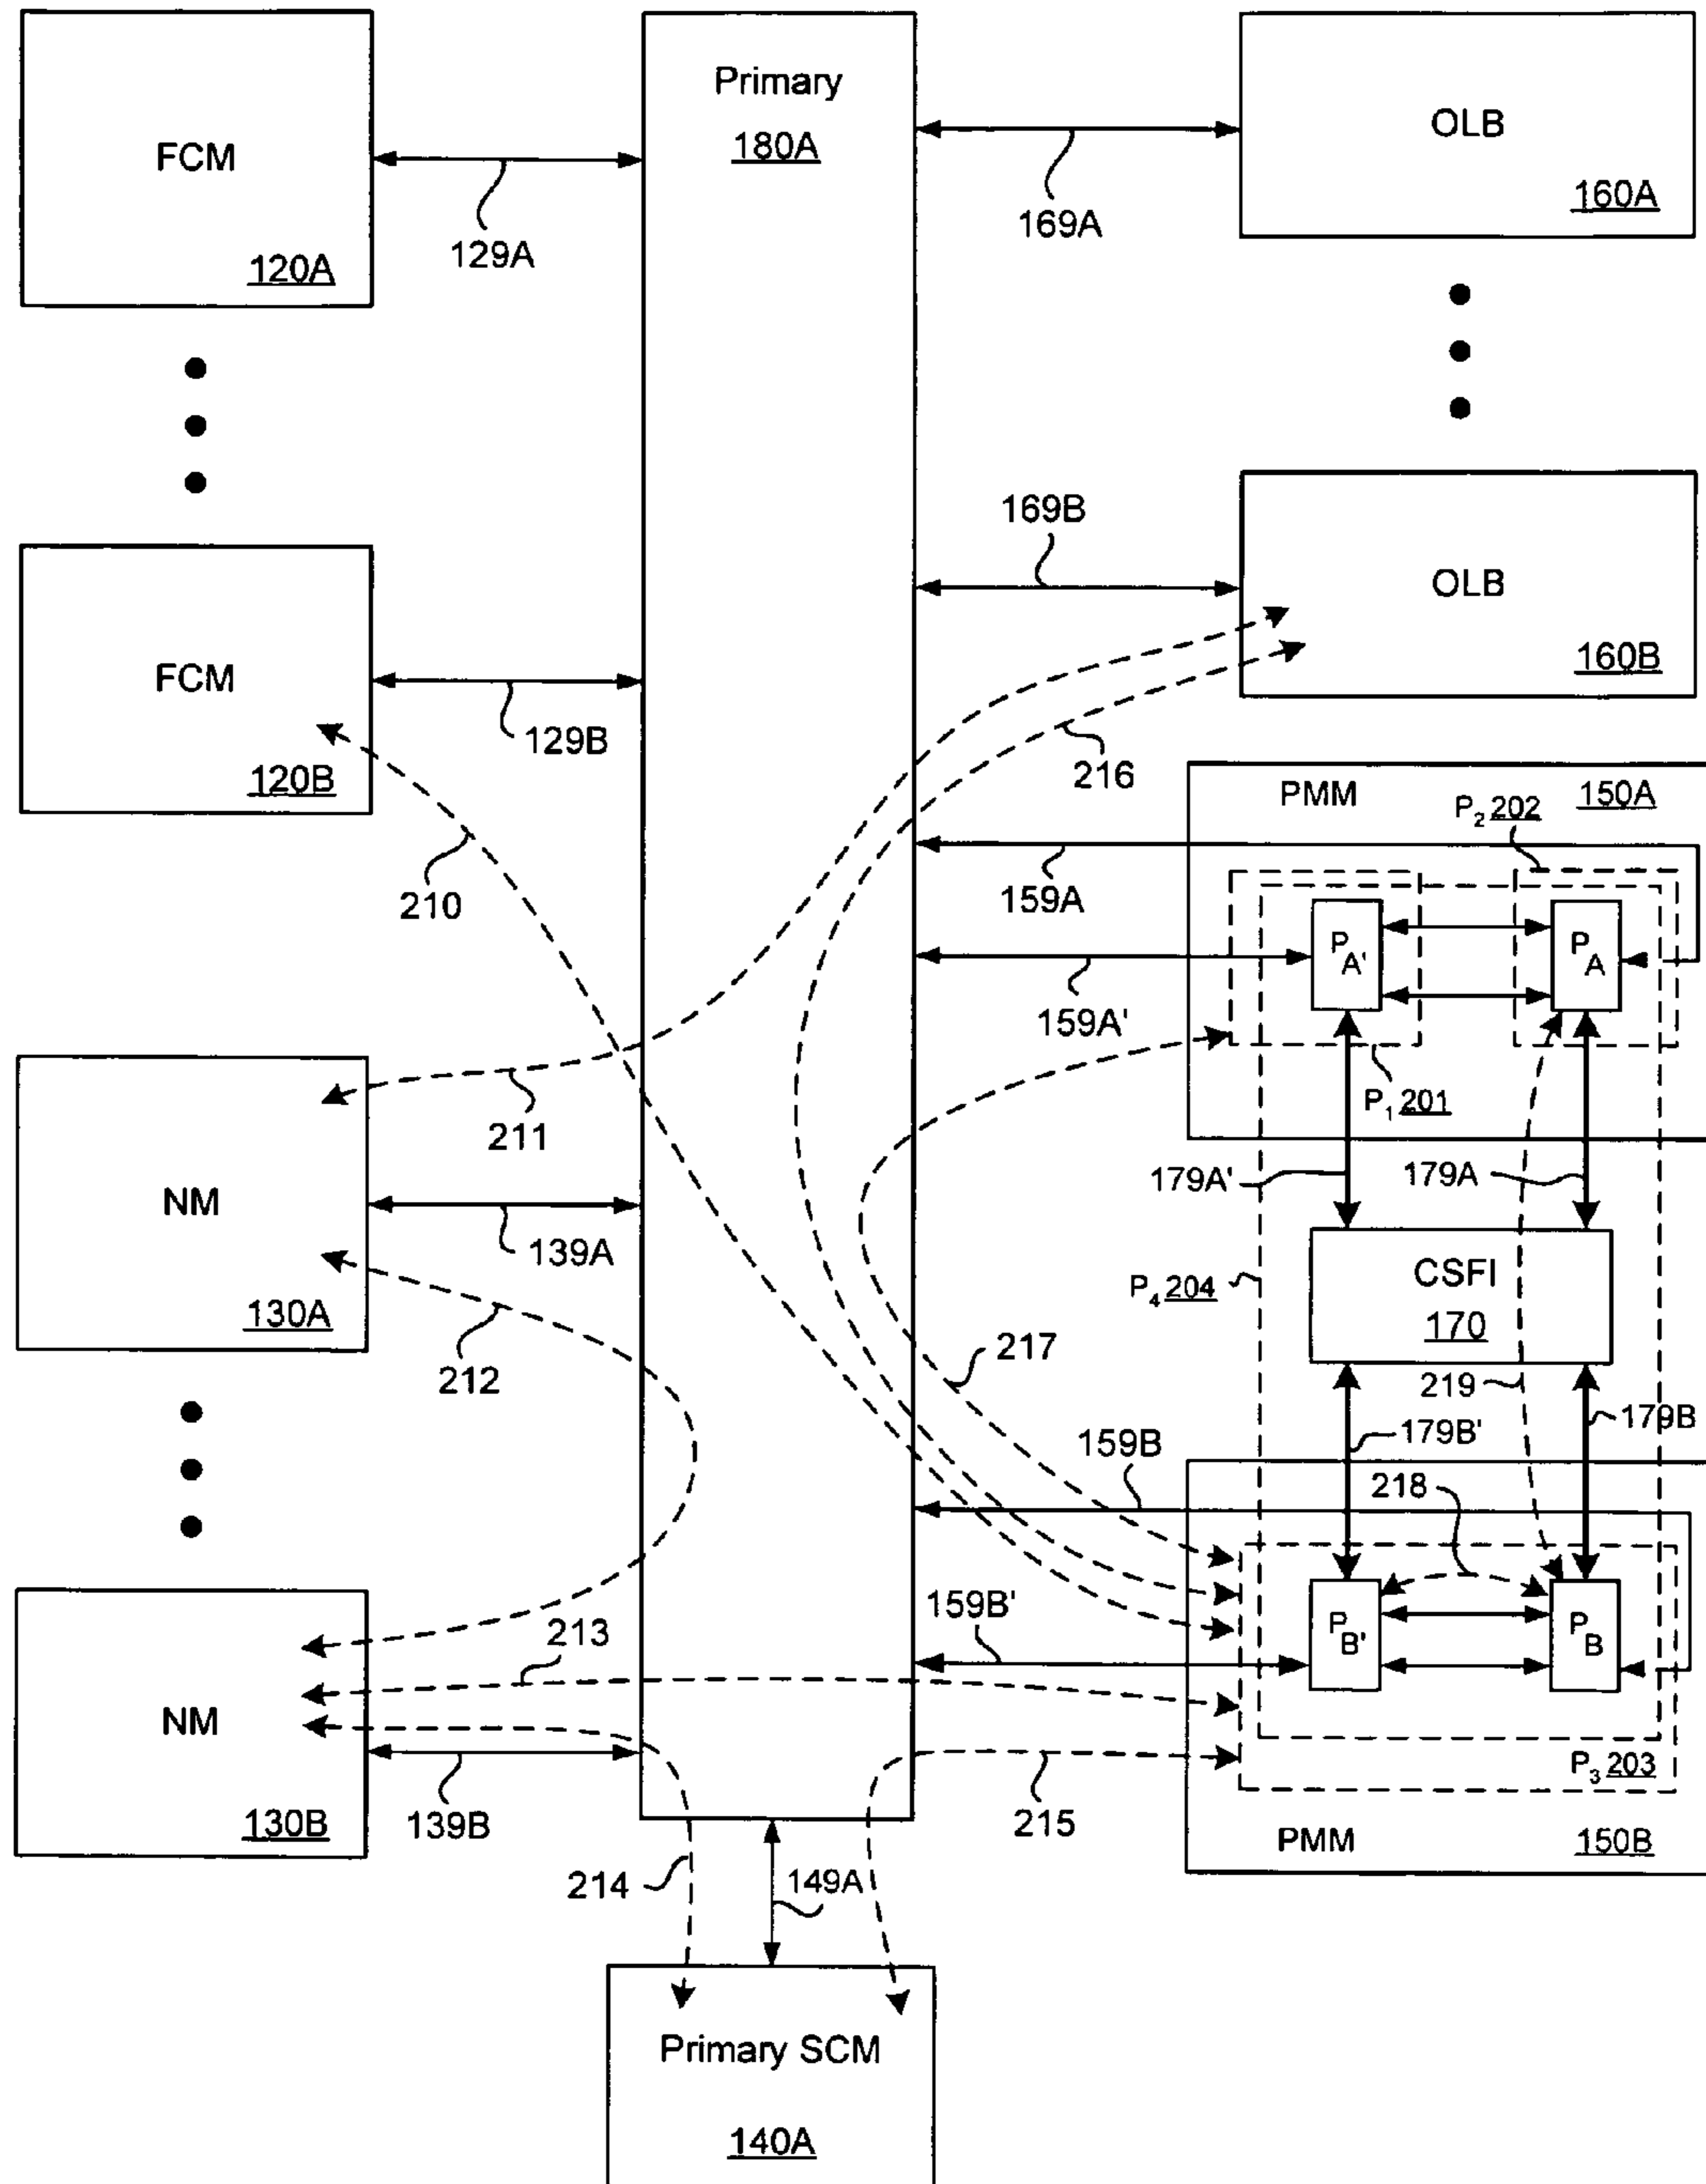 FCM
120A
129A
Primary
180A
169A
OLB
160A
FCM
120B
129B
169B
OLB
160B
210
216
PMM 150A
P2 202
159A
PA'
PA
159A'
P1 201
211
NM
130A
139A
212
179A'
179A
CSFI
170
P4 204
217
219
179B
179B'
159B
218
159B'
PB'
PB
213
NM
130B
139B
P3 203
215
PMM 150B
214
149A
Primary SCM
140A